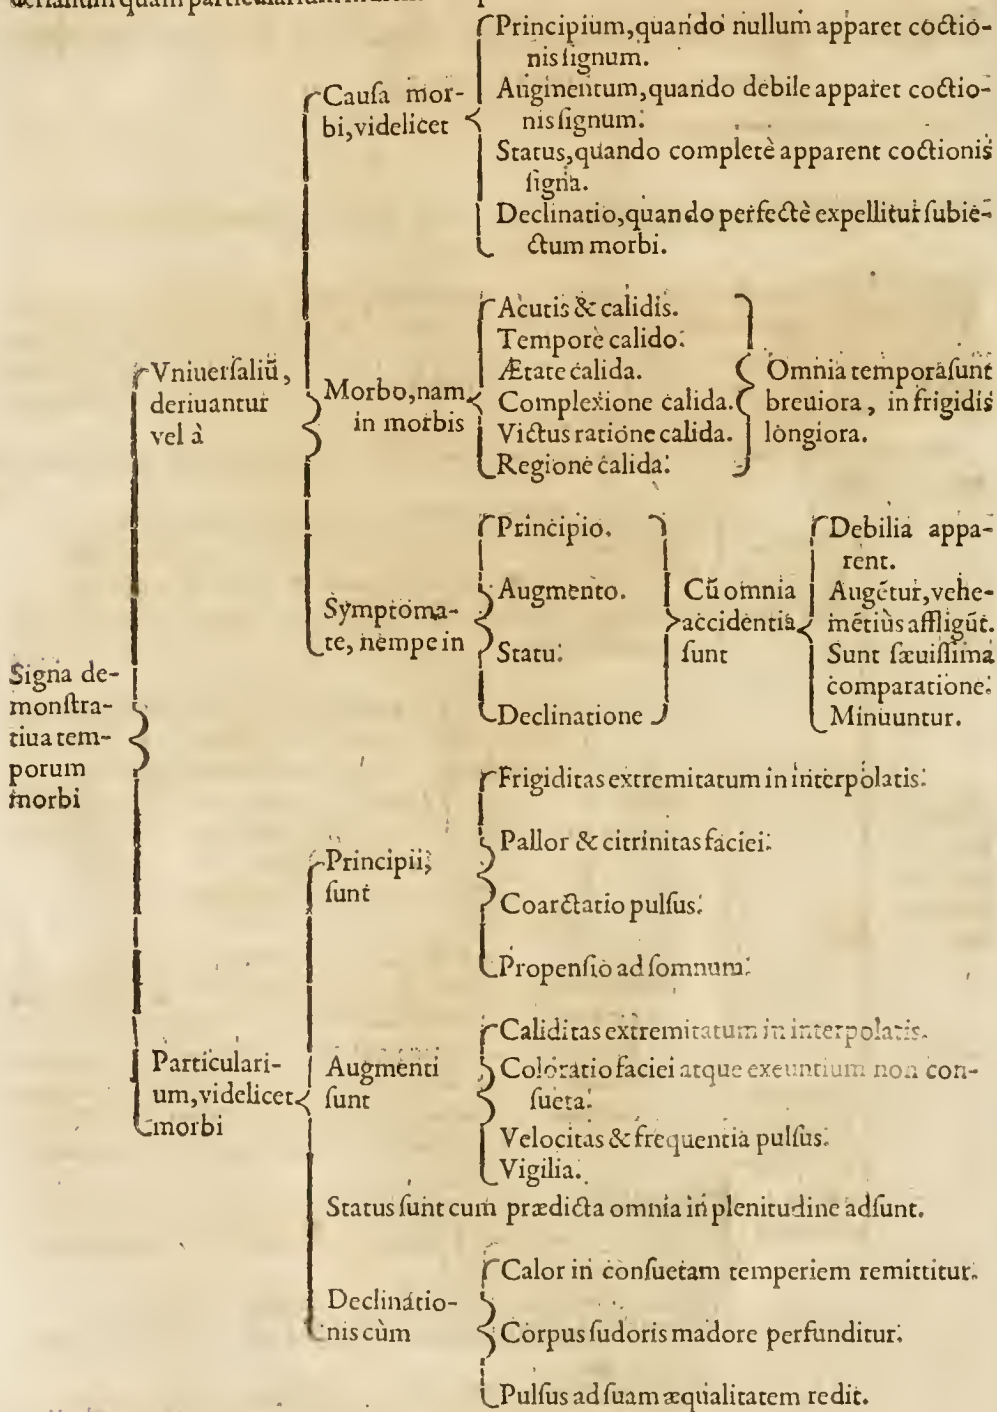 Principium,quando nullum apparet coctio-
nis ſignum.
Cauſa mor-
bi,videlicet
Augmentum,quando debile apparet coctio-
nis ſignum.
Status,quando completè apparent coctionis
ſigna.
Declinatio,quando perfectè expellitur ſubie-
ctum morbi.
Vniuerſaliũ,
deriuantur
vel à
Morbo,nam
in morbis
Acutis & calidis.
Tempore calido.
Ætate calida.
Complexione calida.
Victus ratione calida.
Regione calida.
Omnia tempora ſunt
breuiora, in frigidis
longiora.
Symptoma-
te, nempe in
Principio.
Augmento.
Statu.
Declinatione
Cũ omnia
accidentia
ſunt
Debilia appa-
rent.
Augẽtur,vehe-
mẽtiùs affligũt.
Sunt ſæuiſſima
comparatione.
Minuuntur.
Signa de-
monſtra-
tiua tem-
porum
morbi
Principii,
ſunt
Frigiditas extremitatum in interpolatis.
Pallor & citrinitas faciei.
Coarctatio pulſus.
Propenſio ad ſomnum.
Particulari-
um,videlicet
morbi
Augmenti
ſunt
Caliditas extremitatum in interpolatis.
Coloratio faciei atque exeuntium non con-
ſueta.
Velocitas & frequentia pulſus.
Vigilia.
Status ſunt cum prædicta omnia in plenitudine adſunt.
Declinatio-
nis cùm
Calor in conſuetam temperiem remittitur.
Corpus ſudoris madore perfunditur.
Pulſus ad ſuam æqualitatem redit.